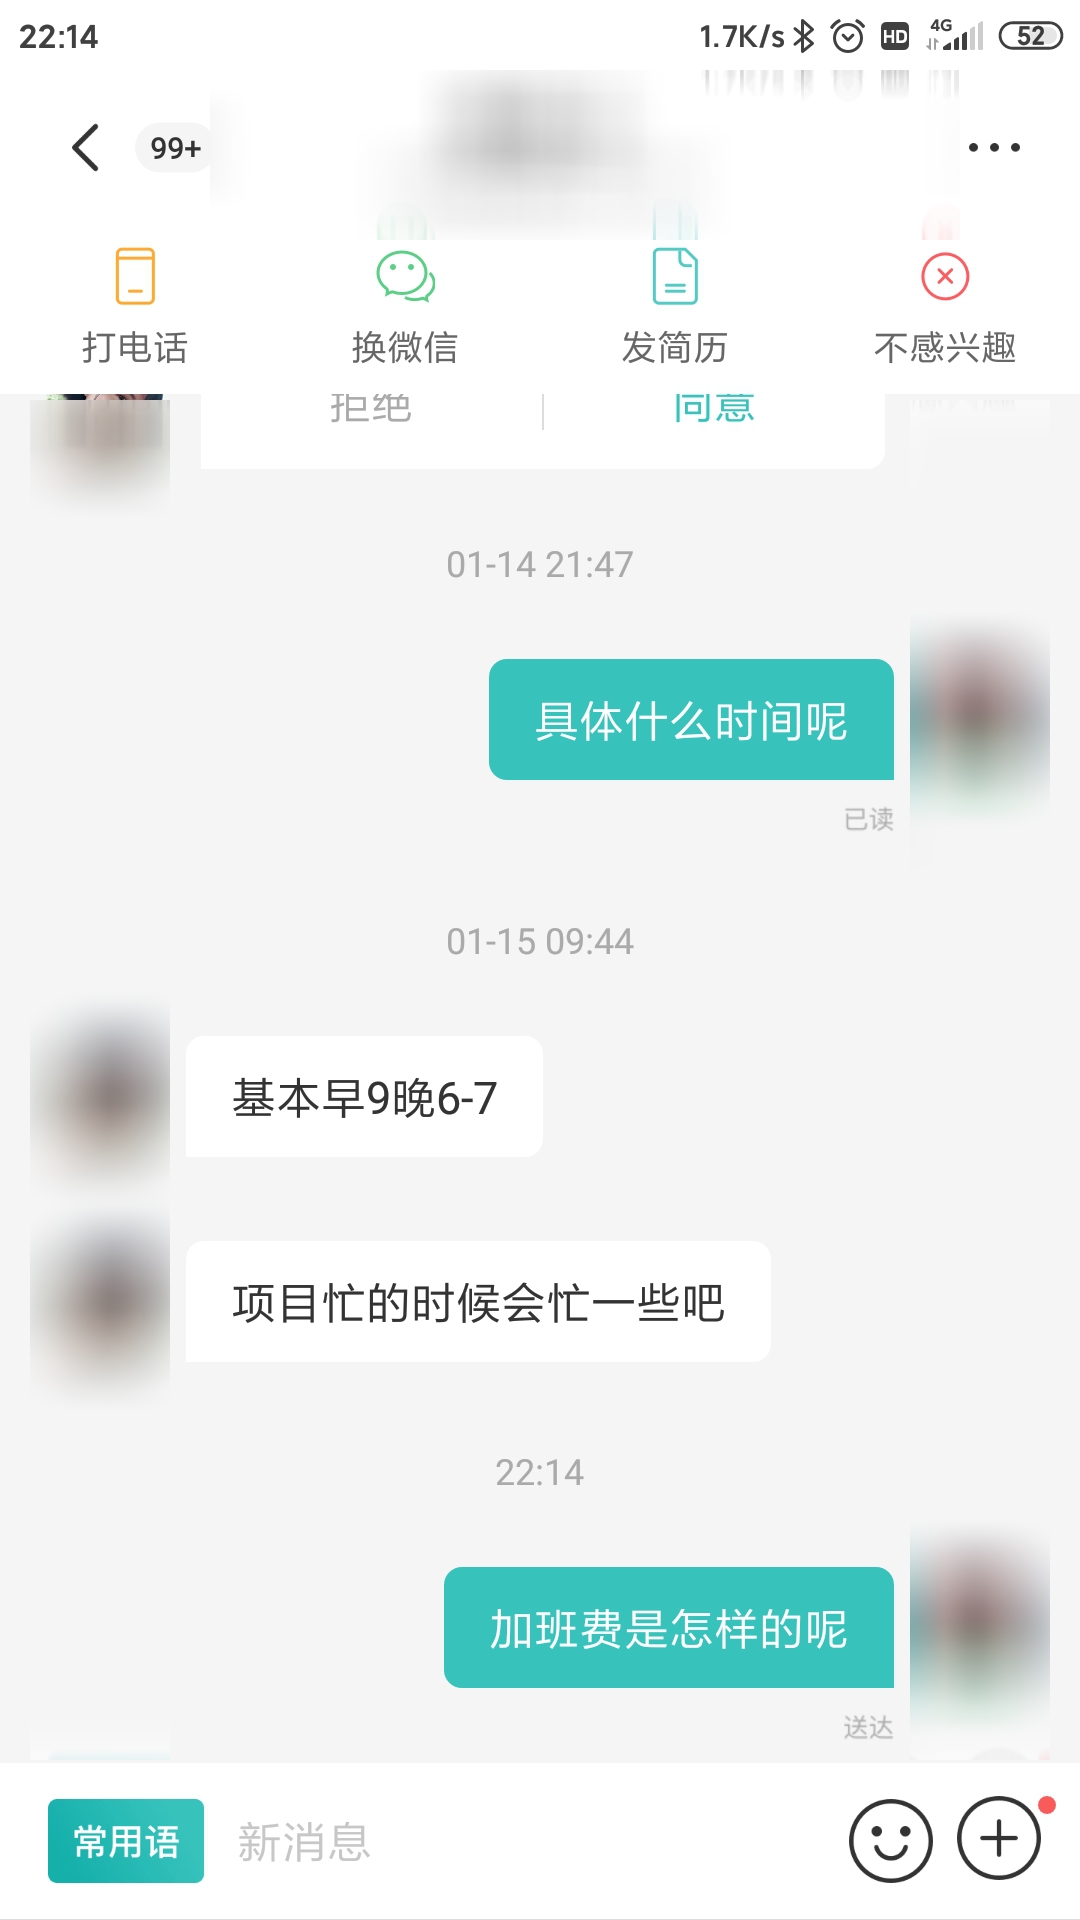 22:14
1.7K/s
HD
4G
52
99+
打电话
换微信
发简历
不感兴趣
拒绝
同意
01-14 21:47
具体什么时间呢
已读
01-15 09:44
基本早9晚6-7
项目忙的时候会忙一些吧
22:14
加班费是怎样的呢
送达
常用语
新消息